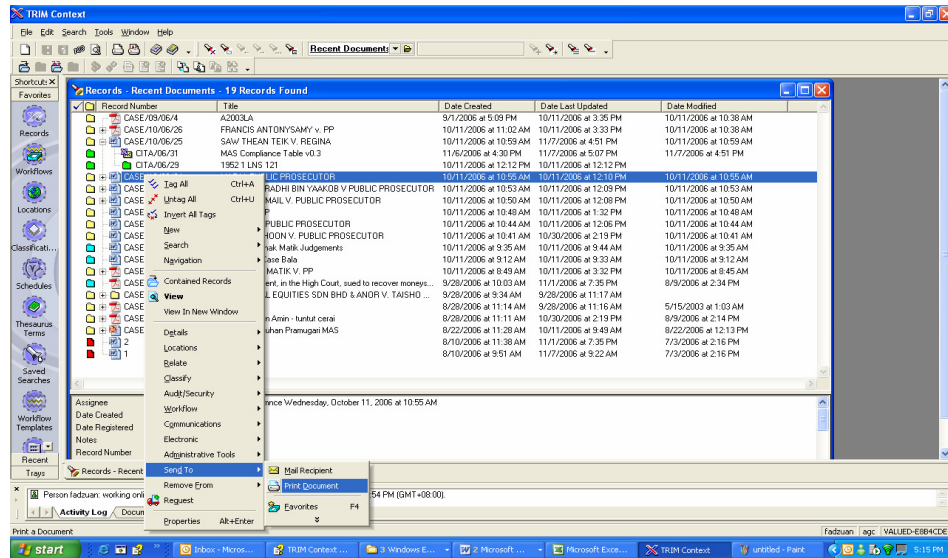 TRIM Context
File Edit Search Tools Window Help
Recent Documents
Shortcuts
Favorites
Records
Workflows
Locations
Classificati...
Schedules
Thesaurus
Terms
Saved
Searches
Workflow
Templates
Recent
Trays
Records - Recent Documents - 19 Records Found
Record Number Title Date Created Date Last Updated Date Modified
CASE/09/06/4 A2003LA 9/1/2006 at 5:09 PM 10/11/2006 at 3:35 PM 10/11/2006 at 10:38 AM
CASE/10/06/26 FRANCIS ANTONYSAMY v. PP 10/11/2006 at 11:02 AM 10/11/2006 at 3:33 PM 10/11/2006 at 10:38 AM
CASE/10/06/25 SAW THEAN TEIK V. REGINA 10/11/2006 at 10:59 AM 11/7/2006 at 4:51 PM 10/11/2006 at 10:59 AM
CITA/06/31 MAS Compliance Table v0.3 11/6/2006 at 4:30 PM 11/7/2006 at 5:07 PM 11/7/2006 at 4:51 PM
CITA/06/29 1952 1 LNS 121 10/11/2006 at 12:12 PM 10/11/2006 at 12:12 PM
CASE LIC PROSECUTOR 10/11/2006 at 10:55 AM 10/11/2006 at 12:10 PM 10/11/2006 at 10:55 AM
CASE RADHI BIN YAAKOB V PUBLIC PROSECUTOR 10/11/2006 at 10:53 AM 10/11/2006 at 12:09 PM 10/11/2006 at 10:53 AM
CASE MAIL V. PUBLIC PROSECUTOR 10/11/2006 at 10:50 AM 10/11/2006 at 12:08 PM 10/11/2006 at 10:50 AM
CASE P 10/11/2006 at 10:48 AM 10/11/2006 at 1:32 PM 10/11/2006 at 10:48 AM
CASE PUBLIC PROSECUTOR 10/11/2006 at 10:44 AM 10/11/2006 at 12:06 PM 10/11/2006 at 10:44 AM
CASE HOON V. PUBLIC PROSECUTOR 10/11/2006 at 10:41 AM 10/30/2006 at 2:19 PM 10/11/2006 at 10:41 AM
CASE hak Matik Judgements 10/11/2006 at 9:35 AM 10/11/2006 at 9:44 AM 10/11/2006 at 9:35 AM
CASE ase Bala 10/11/2006 at 9:12 AM 10/11/2006 at 9:33 AM 10/11/2006 at 9:12 AM
CASE MATIK V. PP 10/11/2006 at 8:49 AM 10/11/2006 at 3:32 PM 10/11/2006 at 8:45 AM
CASE ent, in the High Court, sued to recover moneys... 9/28/2006 at 10:03 AM 11/1/2006 at 7:35 PM 8/9/2006 at 2:34 PM
CASE L EQUITIES SDN BHD & ANOR V. TAISHO ... 9/28/2006 at 9:34 AM 9/28/2006 at 11:17 AM
CASE 8/28/2006 at 11:14 AM 9/28/2006 at 11:16 AM 5/15/2003 at 1:03 AM
CASE n Amin - tuntut cerai 8/28/2006 at 11:11 AM 10/30/2006 at 2:19 PM 8/9/2006 at 2:14 PM
CASE uhan Pramugari MAS 8/22/2006 at 11:28 AM 10/11/2006 at 9:49 AM 8/22/2006 at 12:13 PM
2 8/10/2006 at 11:38 AM 11/1/2006 at 7:35 PM 7/3/2006 at 2:16 PM
1 8/10/2006 at 9:51 AM 11/7/2006 at 9:22 AM 7/3/2006 at 2:16 PM
Tag All Ctrl+A
Untag All Ctrl+U
Invert All Tags
New
Search
Navigation
Contained Records
View
View In New Window
Details
Locations
Relate
Classify
Audit/Security
Workflow
Communications
Electronic
Administrative Tools
Send To
Remove From
Request
Properties Alt+Enter
Mail Recipient
Print Document
Favorites F4
Assignee
Date Created
Date Registered
Notes
Record Number
ince Wednesday, October 11, 2006 at 10:55 AM
Records - Recent
Person fadzuan: working onli
:54 PM (GMT+08:00).
Activity Log Docun
Print a Document fadzuan agc VALUED-E8B4CDE
start Inbox - Micros... TRIM Context ... 3 Windows E... 2 Microsoft ... Microsoft Exce... TRIM Context untitled - Paint 5:15 PM